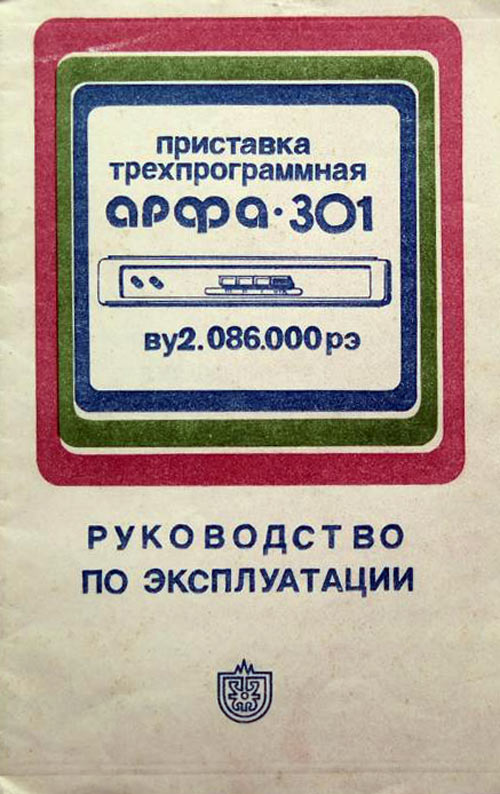 приставка
трехпрограммная
арфа·301
ву2.086.000рэ
РУКОВОДСТВО
ПО ЭКСПЛУАТАЦИИ